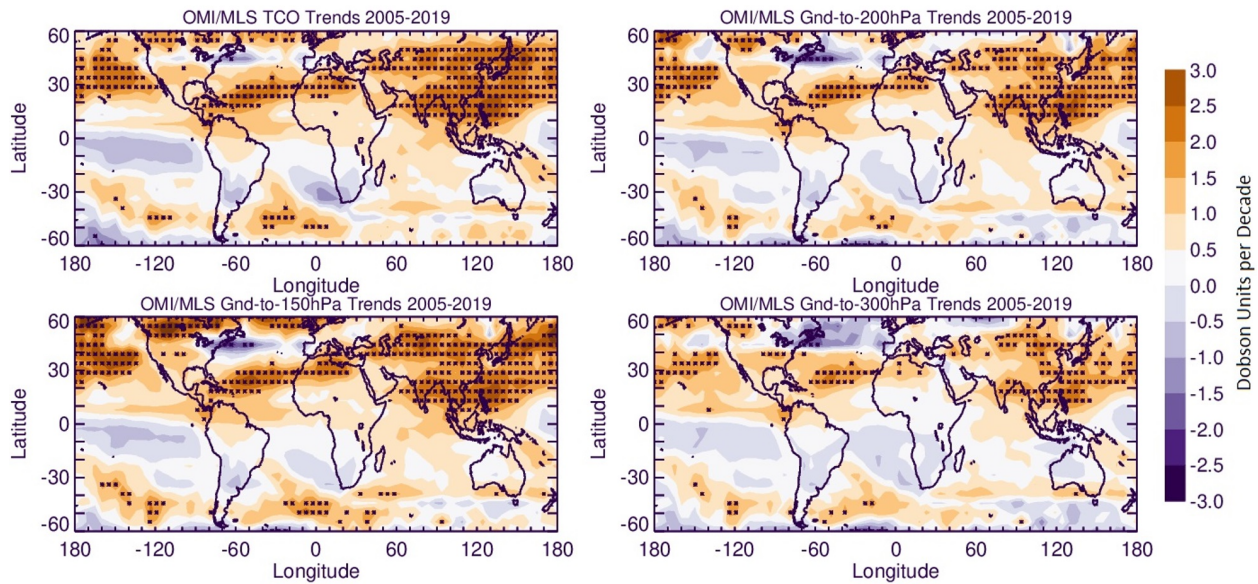 OMI/MLS TCO Trends 2005-2019
OMI/MLS Gnd-to-200hPa Trends 2005-2019
60
30
0
-30
-60
Latitude
180 -120 -60 0 60 120 180
Longitude
60
30
0
-30
-60
Latitude
180 -120 -60 0 60 120 180
Longitude
OMI/MLS Gnd-to-150hPa Trends 2005-2019
OMI/MLS Gnd-to-300hPa Trends 2005-2019
60
30
0
-30
-60
Latitude
180 -120 -60 0 60 120 180
Longitude
60
30
0
-30
-60
Latitude
180 -120 -60 0 60 120 180
Longitude
3.0
2.5
2.0
1.5
1.0
0.5
0.0
-0.5
-1.0
-1.5
-2.0
-2.5
-3.0
Dobson Units per Decade